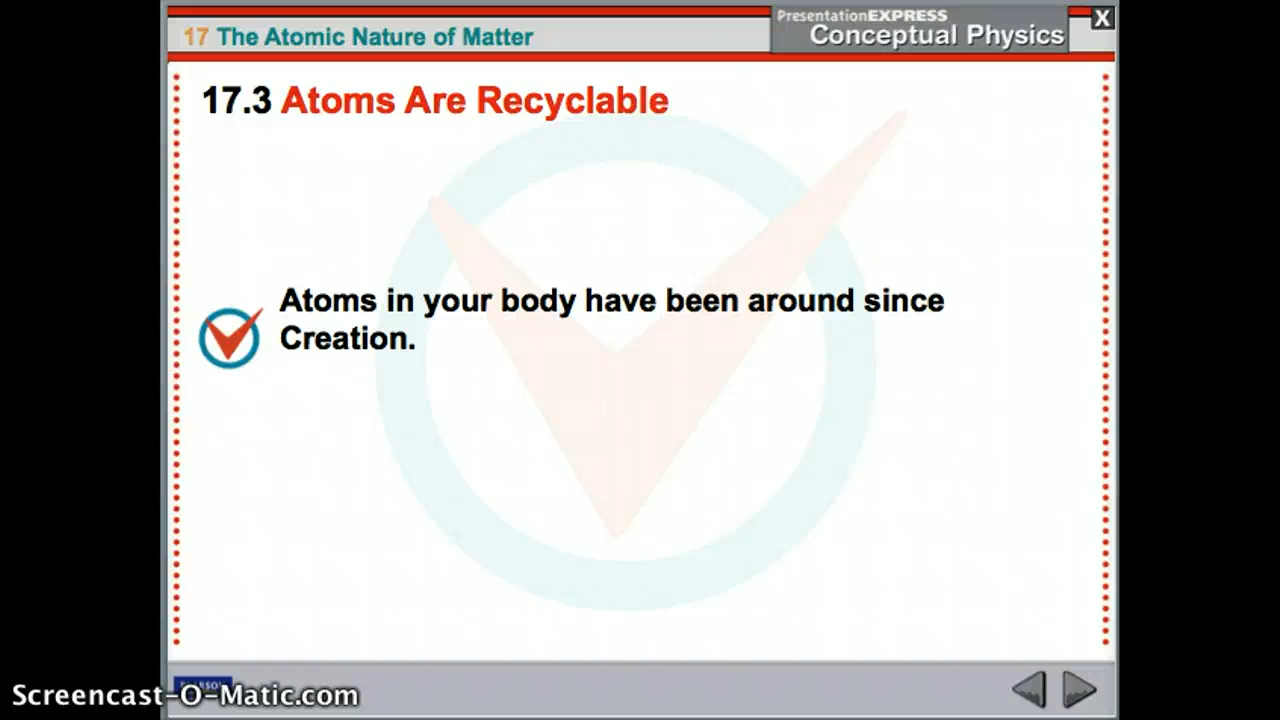 PresentationEXPRESS
X
17 The Atomic Nature of Matter
Conceptual Physics
17.3 Atoms Are Recyclable
Atoms in your body have been around since
Creation.
PEARSON
Screencast-O-Matic.com